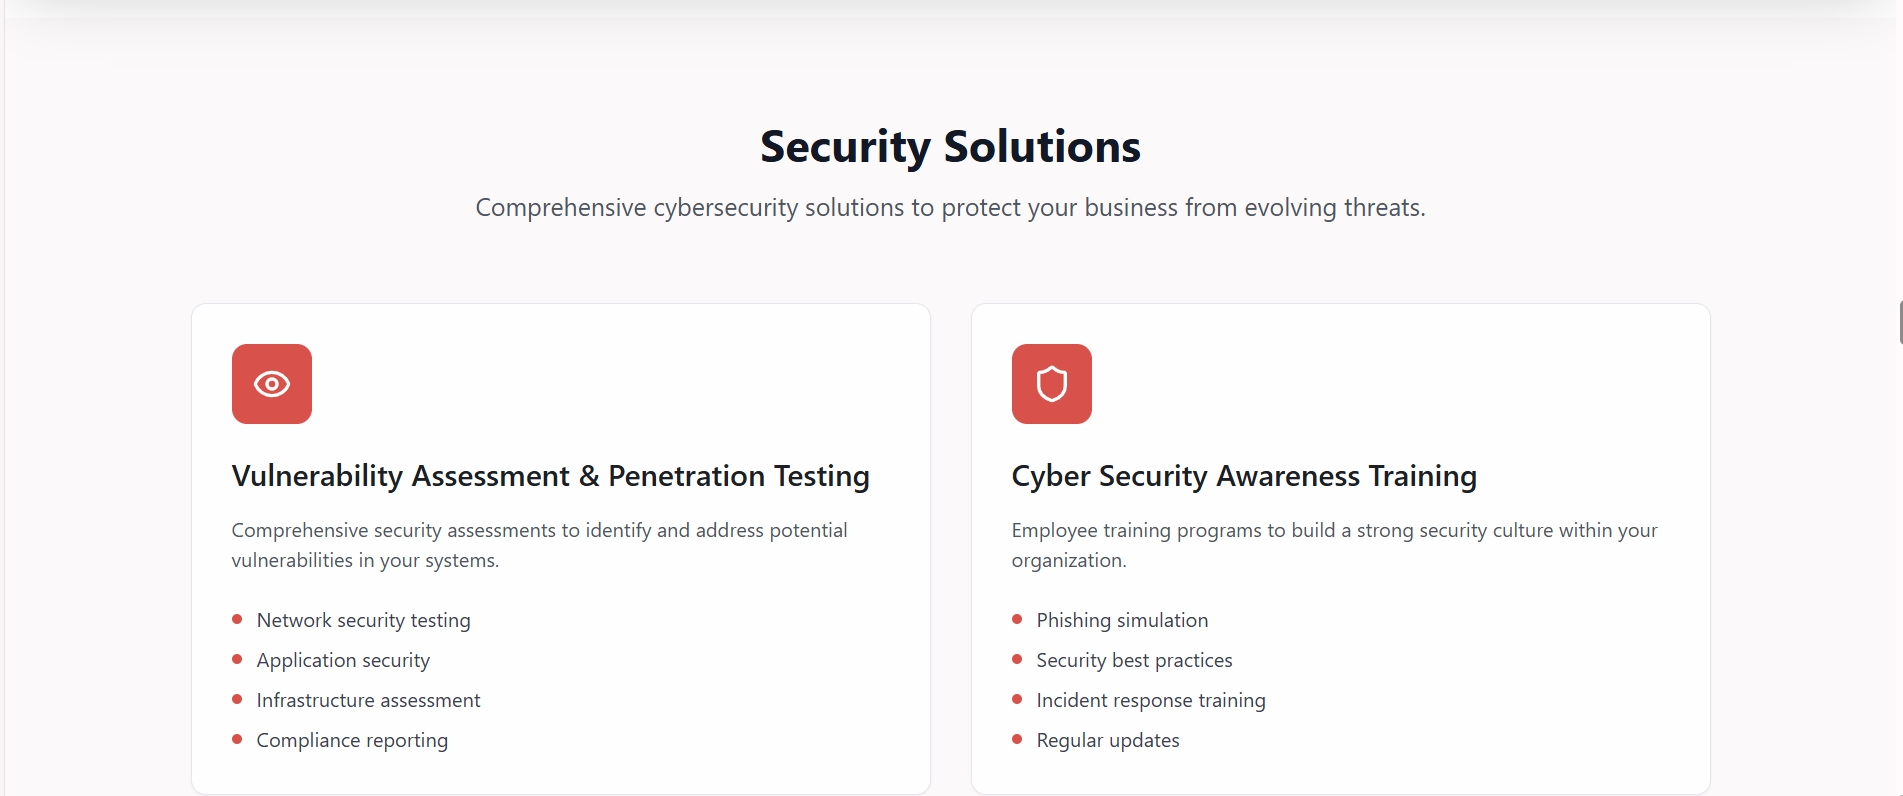 Security Solutions
Comprehensive cybersecurity solutions to protect your business from evolving threats.
Vulnerability Assessment & Penetration Testing
Comprehensive security assessments to identify and address potential
vulnerabilities in your systems.
Network security testing
Application security
Infrastructure assessment
Compliance reporting
Cyber Security Awareness Training
Employee training programs to build a strong security culture within your
organization.
Phishing simulation
Security best practices
Incident response training
Regular updates